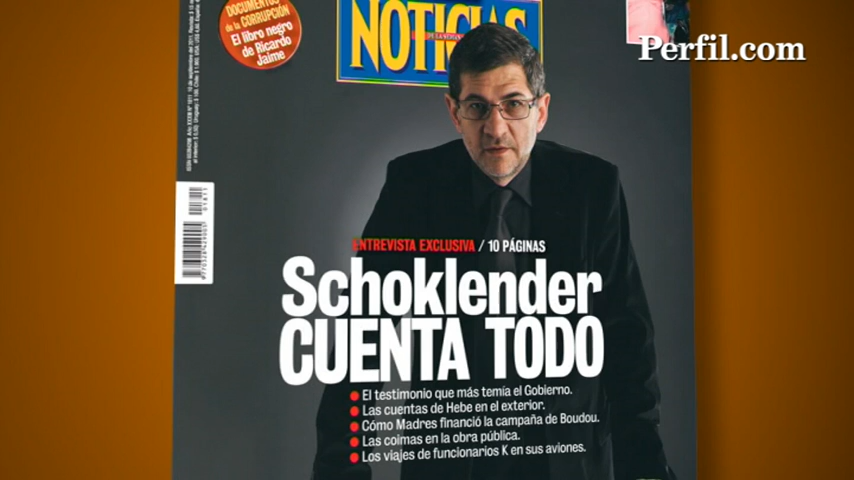 DOCUMENTOS
de la CORRUPCIÓN
El libro negro
de Ricardo
Jaime
NOTICIAS
Perfil.com
ENTREVISTA EXCLUSIVA / 10 PÁGINAS
Schoklender
CUENTA TODO
El testimonio que más temía el Gobierno.
Las cuentas de Hebe en el exterior.
Cómo Madres financió la campaña de Boudou.
Las coimas en la obra pública.
Los viajes de funcionarios K en sus aviones.